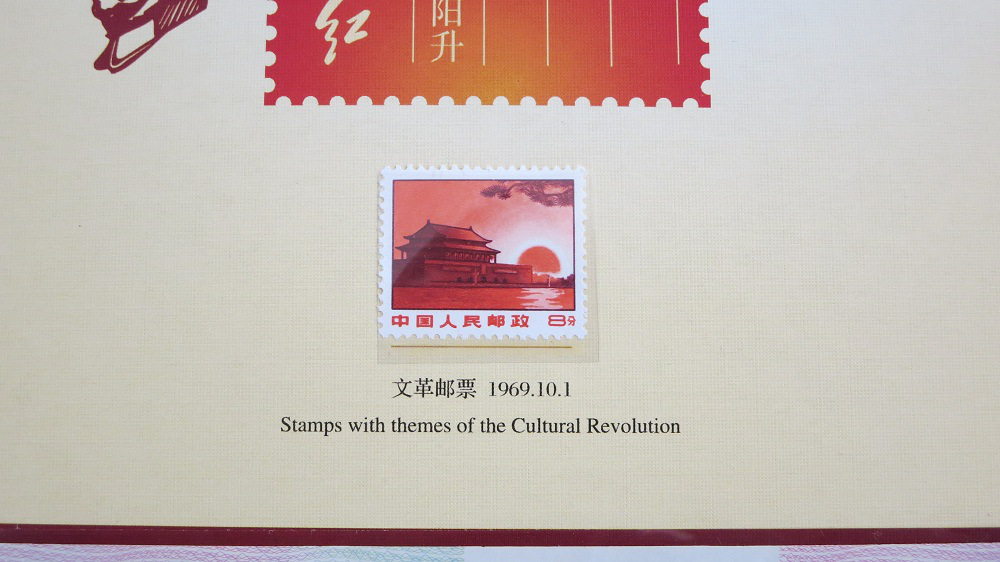 红
阳升
中国人民邮政 8分
文革邮票 1969.10.1
Stamps with themes of the Cultural Revolution